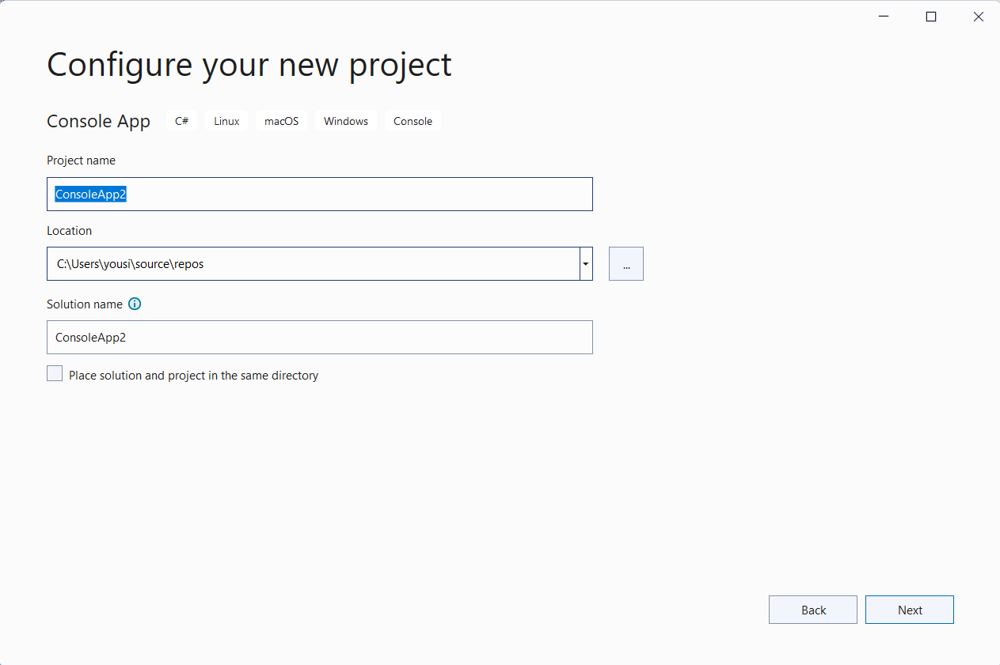 Configure your new project
Console App C# Linux macOS Windows Console
Project name
ConsoleApp2
Location
C:\Users\yousi\source\repos
...
Solution name
ConsoleApp2
Place solution and project in the same directory
Back Next